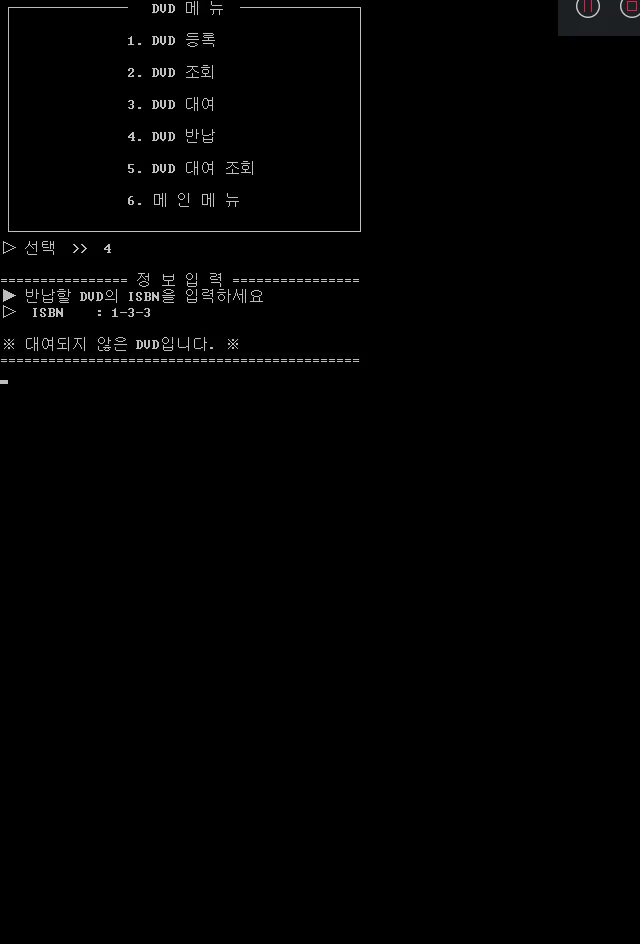 DVD 메 뉴
1. DVD 등록
2. DVD 조회
3. DVD 대여
4. DVD 반납
5. DVD 대여 조회
6. 메 인 메 뉴
▷ 선택  >>  4
================ 정 보 입 력 ================
▶ 반납할 DVD의 ISBN을 입력하세요
▷  ISBN    : 1-3-3
※ 대여되지 않은 DVD입니다. ※
=============================================